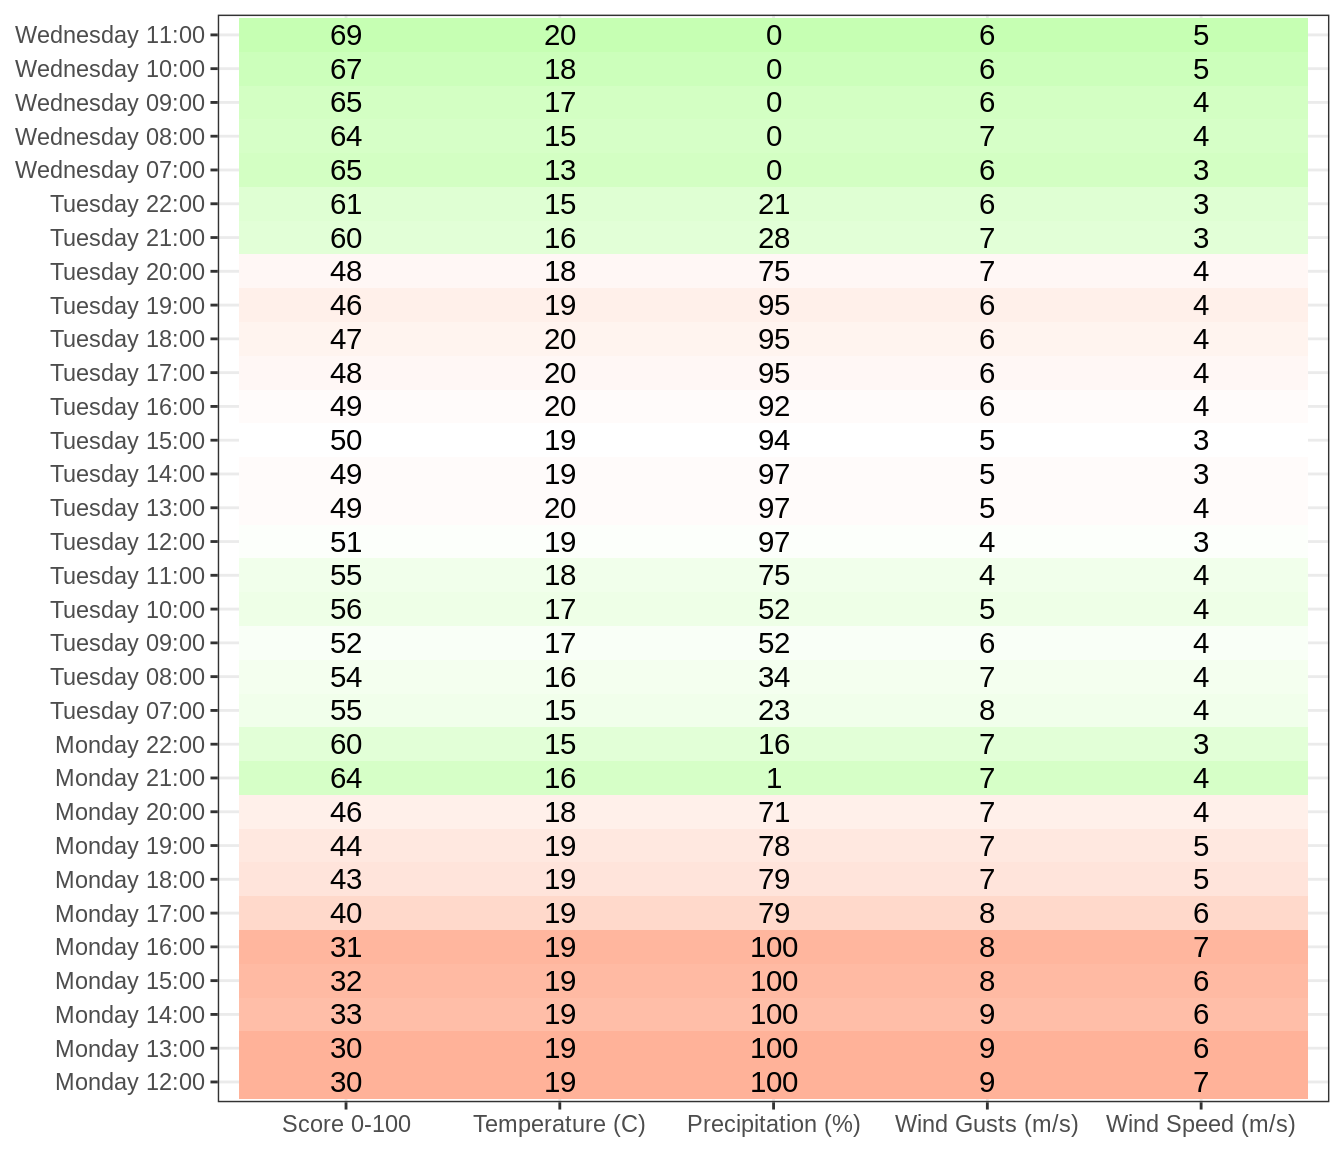 Wednesday 11:00 69 20 0 6 5
Wednesday 10:00 67 18 0 6 5
Wednesday 09:00 65 17 0 6 4
Wednesday 08:00 64 15 0 7 4
Wednesday 07:00 65 13 0 6 3
Tuesday 22:00 61 15 21 6 3
Tuesday 21:00 60 16 28 7 3
Tuesday 20:00 48 18 75 7 4
Tuesday 19:00 46 19 95 6 4
Tuesday 18:00 47 20 95 6 4
Tuesday 17:00 48 20 95 6 4
Tuesday 16:00 49 20 92 6 4
Tuesday 15:00 50 19 94 5 3
Tuesday 14:00 49 19 97 5 3
Tuesday 13:00 49 20 97 5 4
Tuesday 12:00 51 19 97 4 3
Tuesday 11:00 55 18 75 4 4
Tuesday 10:00 56 17 52 5 4
Tuesday 09:00 52 17 52 6 4
Tuesday 08:00 54 16 34 7 4
Tuesday 07:00 55 15 23 8 4
Monday 22:00 60 15 16 7 3
Monday 21:00 64 16 1 7 4
Monday 20:00 46 18 71 7 4
Monday 19:00 44 19 78 7 5
Monday 18:00 43 19 79 7 5
Monday 17:00 40 19 79 8 6
Monday 16:00 31 19 100 8 7
Monday 15:00 32 19 100 8 6
Monday 14:00 33 19 100 9 6
Monday 13:00 30 19 100 9 6
Monday 12:00 30 19 100 9 7
Score 0-100 Temperature (C) Precipitation (%) Wind Gusts (m/s) Wind Speed (m/s)